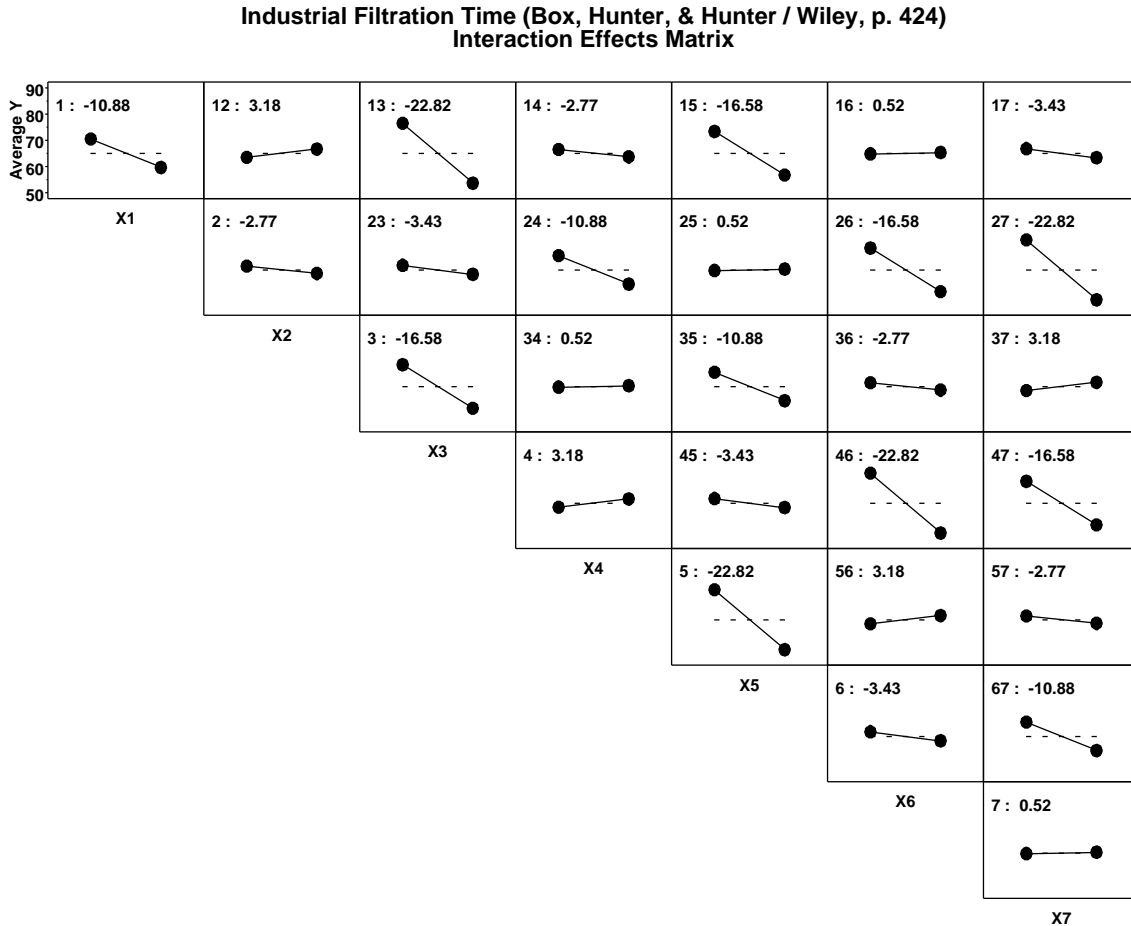 Industrial Filtration Time (Box, Hunter, & Hunter / Wiley, p. 424)
Interaction Effects Matrix
Average Y
90
80
70
60
50
1 : -10.88
12 : 3.18
13 : -22.82
14 : -2.77
15 : -16.58
16 : 0.52
17 : -3.43
X1
2 : -2.77
23 : -3.43
24 : -10.88
25 : 0.52
26 : -16.58
27 : -22.82
X2
3 : -16.58
34 : 0.52
35 : -10.88
36 : -2.77
37 : 3.18
X3
4 : 3.18
45 : -3.43
46 : -22.82
47 : -16.58
X4
5 : -22.82
56 : 3.18
57 : -2.77
X5
6 : -3.43
67 : -10.88
X6
7 : 0.52
X7